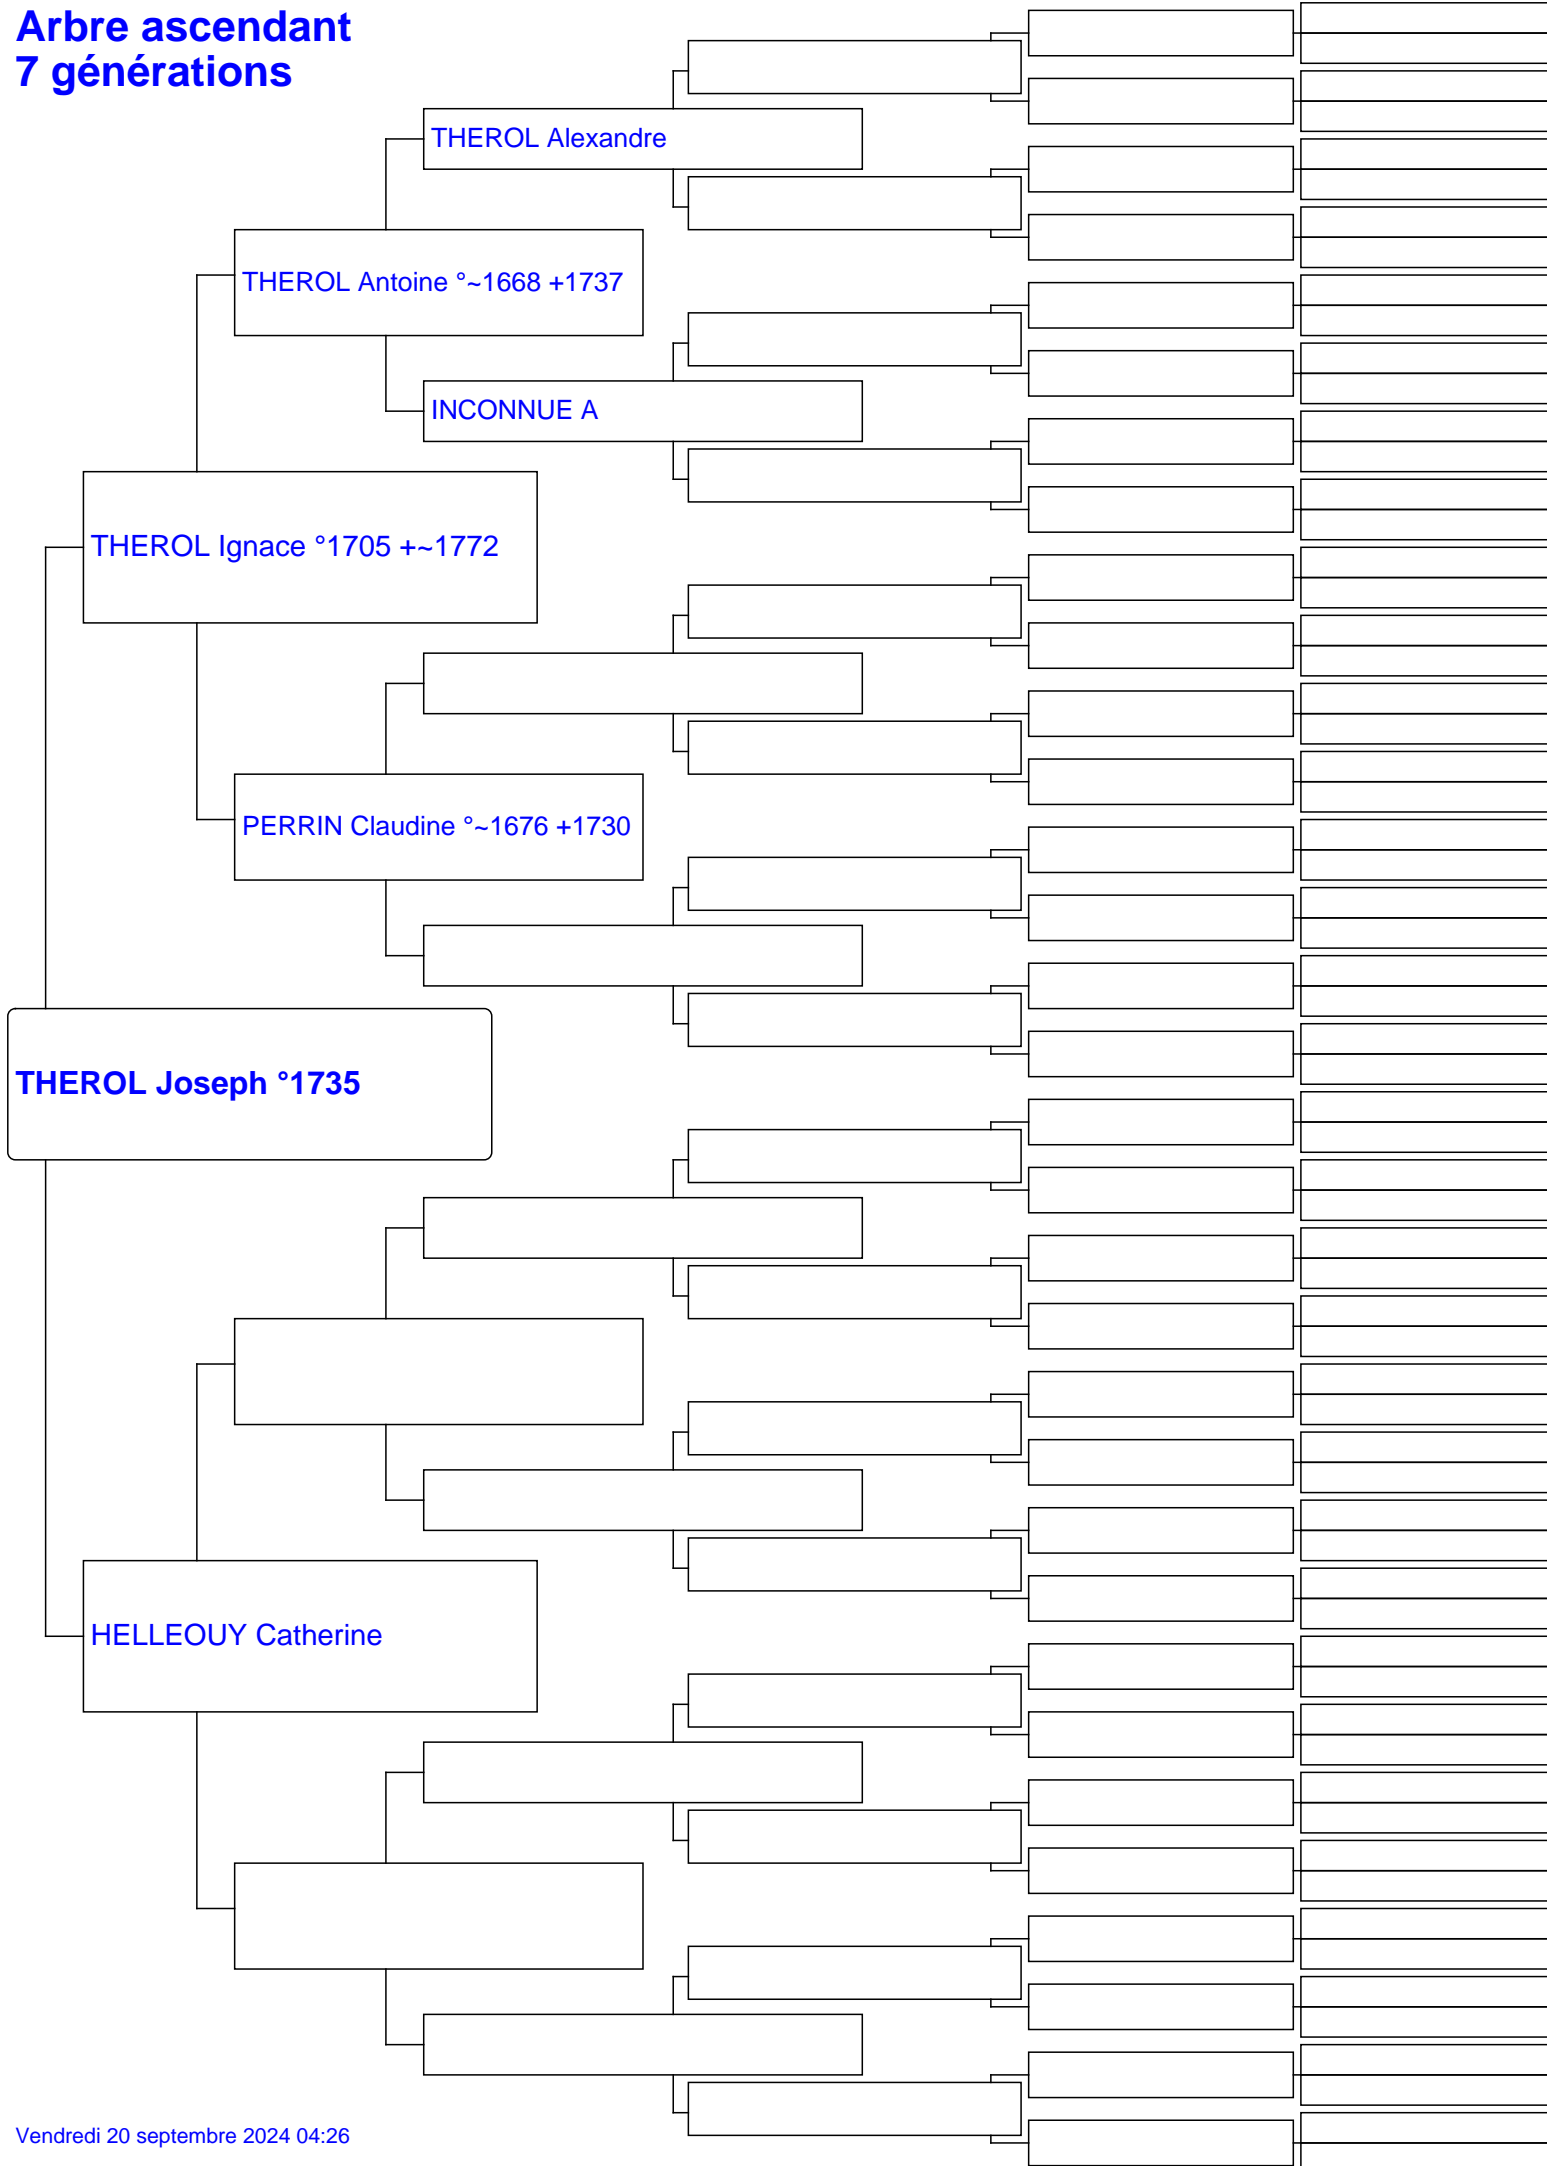 Arbre ascendant
7 générations
THEROL Alexandre
THEROL Antoine °~1668 +1737
INCONNUE A
THEROL Ignace °1705 +~1772
PERRIN Claudine °~1676 +1730
THEROL Joseph °1735
HELLEOUY Catherine
Vendredi 20 septembre 2024 04:26